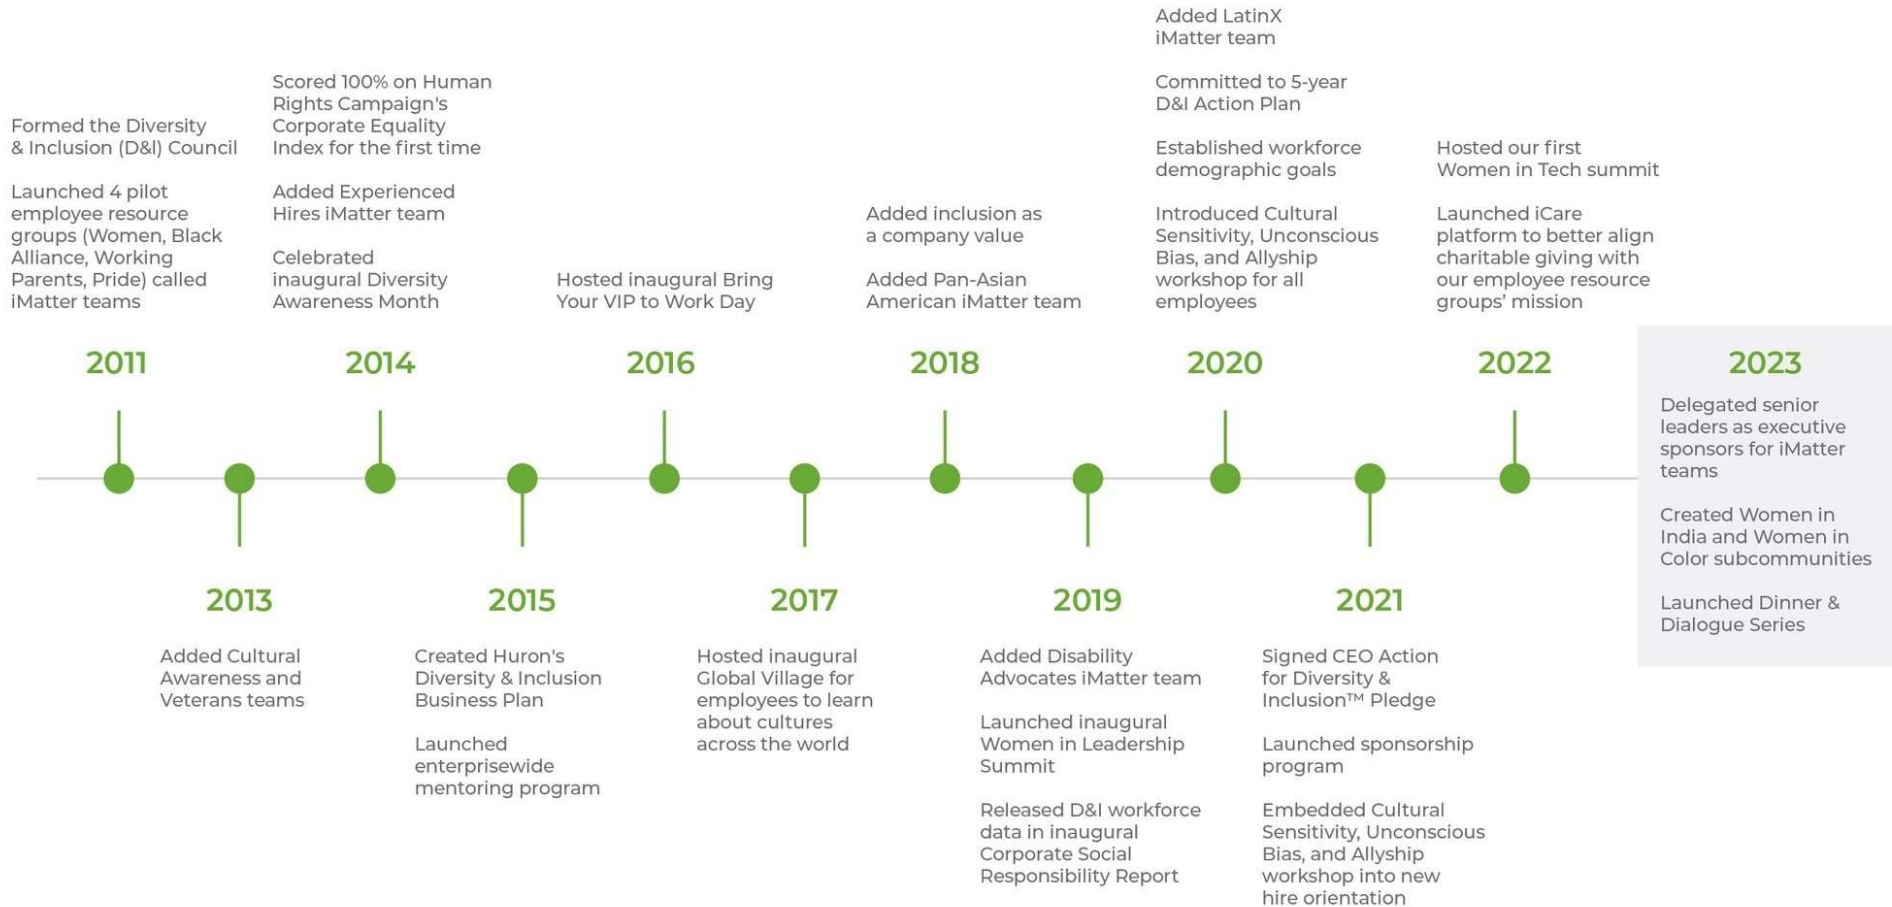 Formed the Diversity
& Inclusion (D&I) Council
Launched 4 pilot
employee resource
groups (Women, Black
Alliance, Working
Parents, Pride) called
iMatter teams
2011
Added Cultural
Awareness and
Veterans teams
2013
Scored 100% on Human
Rights Campaign's
Corporate Equality
Index for the first time
Added Experienced
Hires iMatter team
Celebrated
inaugural Diversity
Awareness Month
2014
2015
Created Huron's
Diversity & Inclusion
Business Plan
Launched
enterprisewide
mentoring program
Hosted inaugural Bring
Your VIP to Work Day
2016
2017
Hosted inaugural
Global Village for
employees to learn
about cultures
across the world
Added inclusion as
a company value
Added Pan-Asian
American iMatter team
2018
2019
Added Disability
Advocates iMatter team
Launched inaugural
Women in Leadership
Summit
Released D&I workforce
data in inaugural
Corporate Social
Responsibility Report
Added LatinX
iMatter team
Committed to 5-year
D&I Action Plan
Established workforce
demographic goals
Introduced Cultural
Sensitivity, Unconscious
Bias, and Allyship
workshop for all
employees
2020
2021
Signed CEO Action
for Diversity &
Inclusion™ Pledge
Launched sponsorship
program
Embedded Cultural
Sensitivity, Unconscious
Bias, and Allyship
workshop into new
hire orientation
Hosted our first
Women in Tech summit
Launched iCare
platform to better align
charitable giving with
our employee resource
groups' mission
2022
2023
Delegated senior
leaders as executive
sponsors for iMatter
teams
Created Women in
India and Women in
Color subcommunities
Launched Dinner &
Dialogue Series